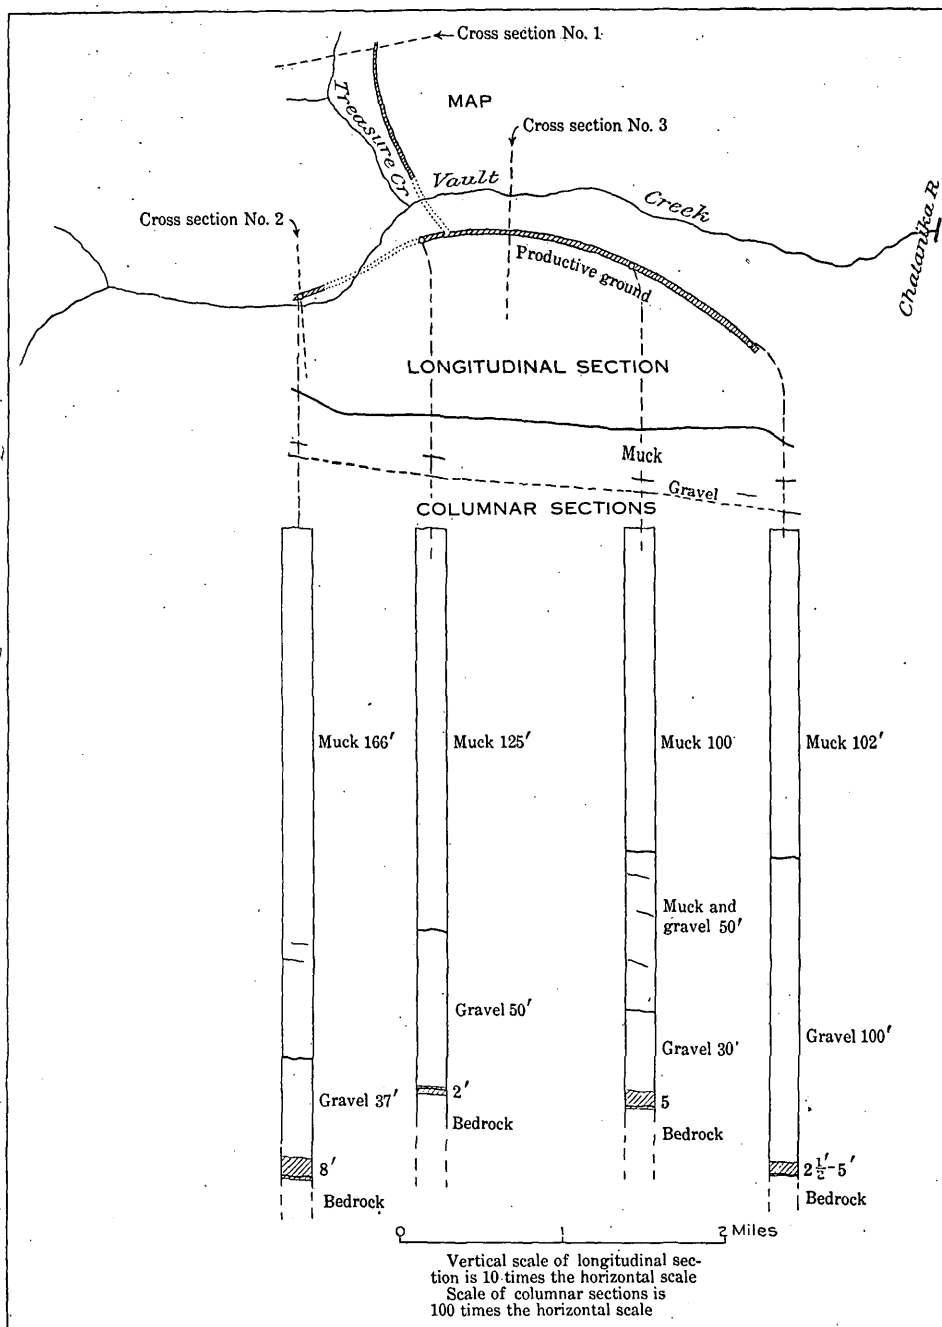 Cross section No. 1
MAP
Treasure Cr
Cross section No. 3
Vault
Creek
Chatanika R
Cross section No. 2
Productive ground
LONGITUDINAL SECTION
Muck
Gravel
COLUMNAR SECTIONS
Muck 166'
Muck 125'
Muck 100
Muck 102'
Muck and
gravel 50'
Gravel 50'
Gravel 30'
Gravel 100'
Gravel 37'
2'
5
Bedrock
Bedrock
8'
2 1/2'-5'
Bedrock
Bedrock
0 1 2 Miles
Vertical scale of longitudinal sec-
tion is 10 times the horizontal scale
Scale of columnar sections is
100 times the horizontal scale